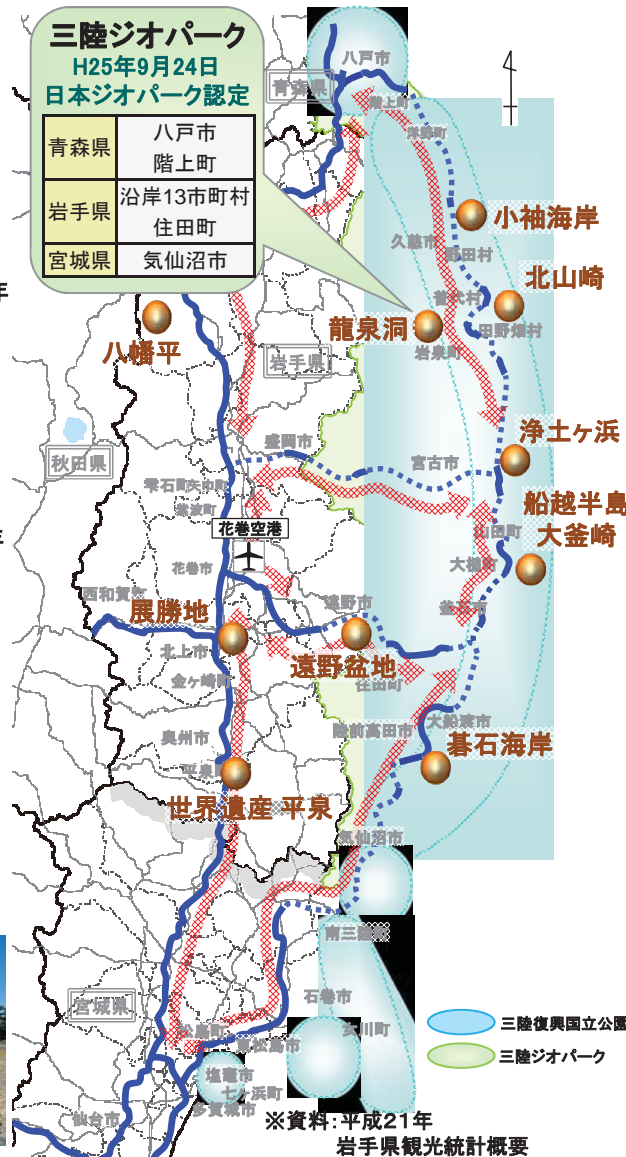 三陸ジオパーク
H25年9月24日
日本ジオパーク認定
青森県
八戸市
階上町
岩手県
沿岸13市町村
住田町
宮城県
気仙沼市
八戸市
青森県
階上町
洋野町
小袖海岸
久慈市
野田村
北山崎
普代村
年
田野畑村
龍泉洞
岩泉町
八幡平
岩手県
浄土ヶ浜
盛岡市
宮古市
秋田県
雫石町
矢巾町
紫波町
船越半島
大釜崎
山田町
花巻空港
大槌町
花巻市
西和賀町
遠野市
釜石市
展勝地
遠野盆地
北上市
金ヶ崎町
住田町
大船渡市
陸前高田市
奥州市
碁石海岸
平泉町
世界遺産 平泉
気仙沼市
南三陸町
石巻市
宮城県
女川町
三陸復興国立公園
松島町
東松島市
三陸ジオパーク
塩竈市
七ヶ浜町
多賀城市
仙台市
※資料:平成21年
岩手県観光統計概要